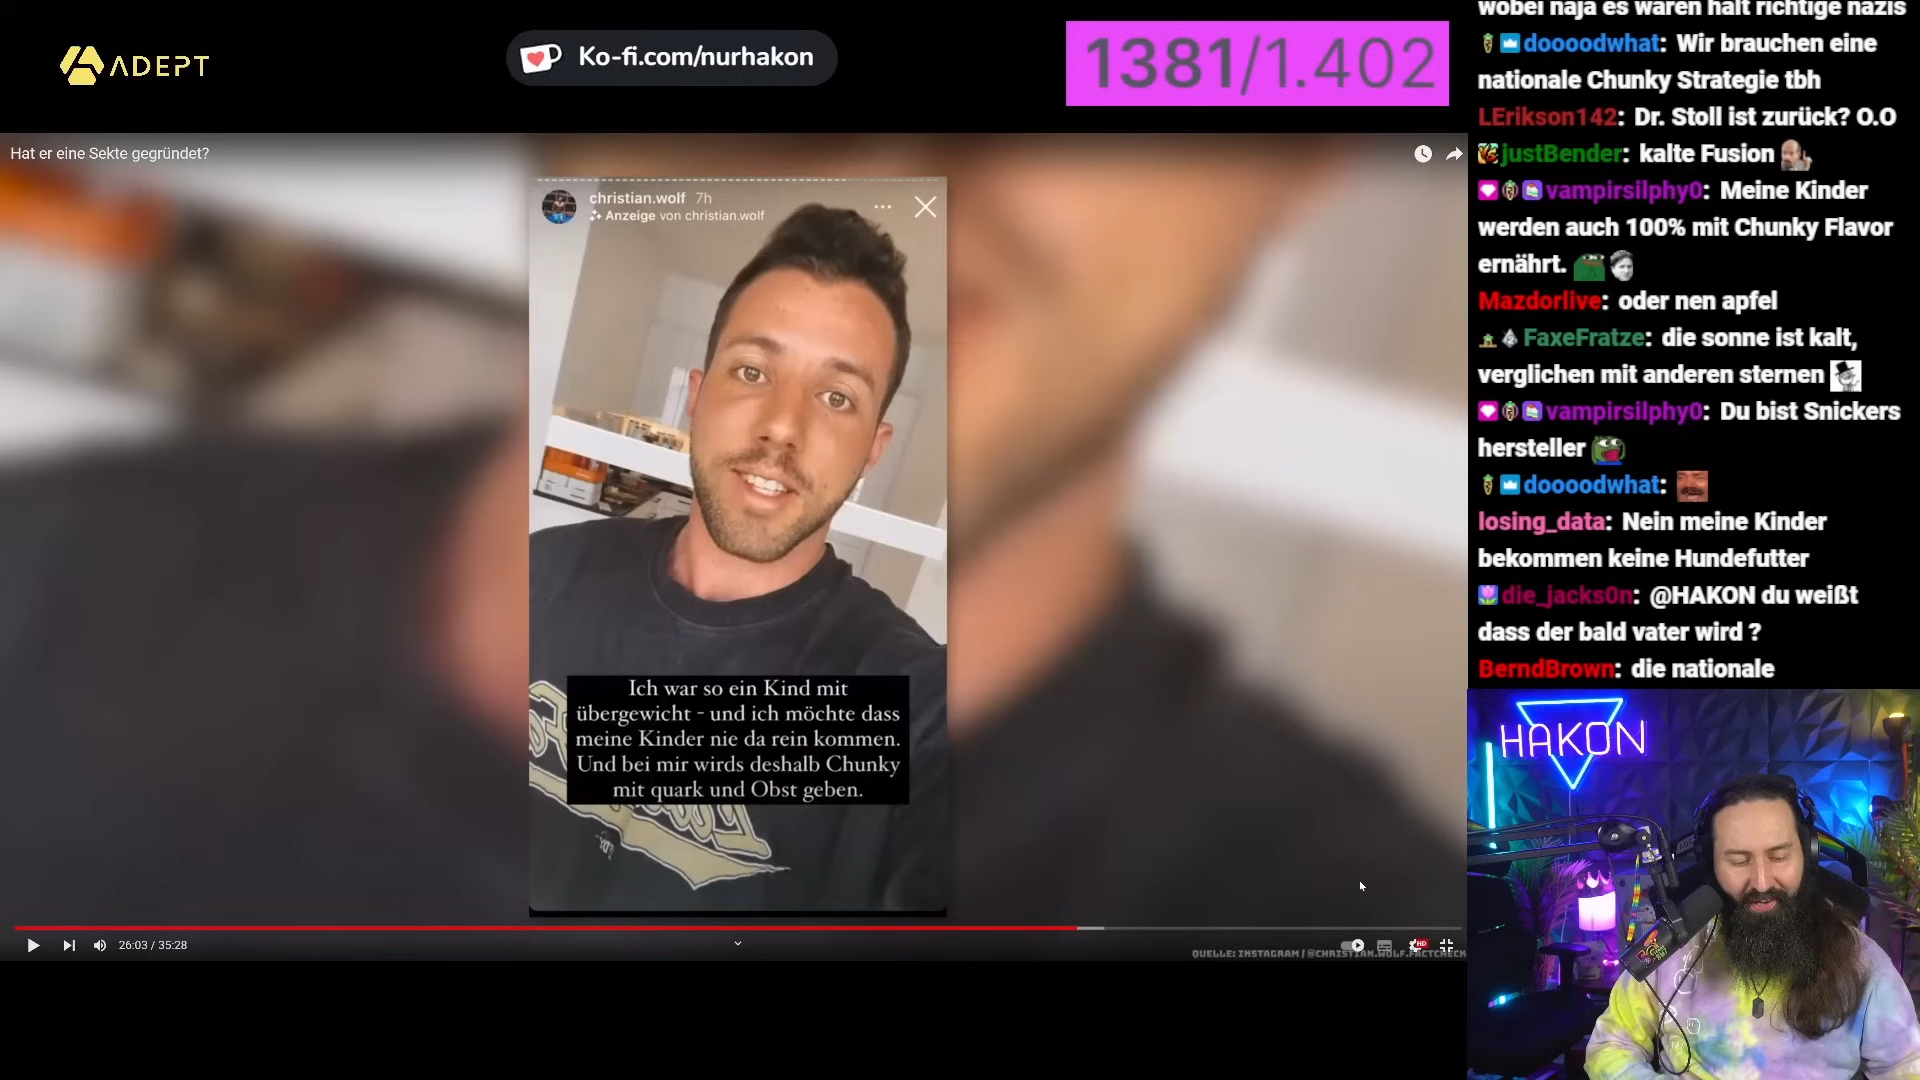 ADEPT
Ko-fi.com/nurhakon
1381/1.402
Hat er eine Sekte gegründet?
christian.wolf 7h
Anzeige von christian.wolf
Ich war so ein Kind mit
übergewicht - und ich möchte dass
meine Kinder nie da rein kommen.
Und bei mir wirds deshalb Chunky
mit quark und Obst geben.
26:03 / 35:28
HD
QUELLE: INSTAGRAM / @CHRISTIAN.WOLF.FACTCHECK
wobei naja es waren halt richtige nazis
doooodwhat: Wir brauchen eine
nationale Chunky Strategie tbh
LErikson142: Dr. Stoll ist zurück? O.O
justBender: kalte Fusion
vampirsilphy0: Meine Kinder
werden auch 100% mit Chunky Flavor
ernährt.
Mazdorlive: oder nen apfel
FaxeFratze: die sonne ist kalt,
verglichen mit anderen sternen
vampirsilphy0: Du bist Snickers
hersteller
doooodwhat:
losing_data: Nein meine Kinder
bekommen keine Hundefutter
die_jacks0n: @HAKON du weißt
dass der bald vater wird ?
BerndBrown: die nationale
HAKON